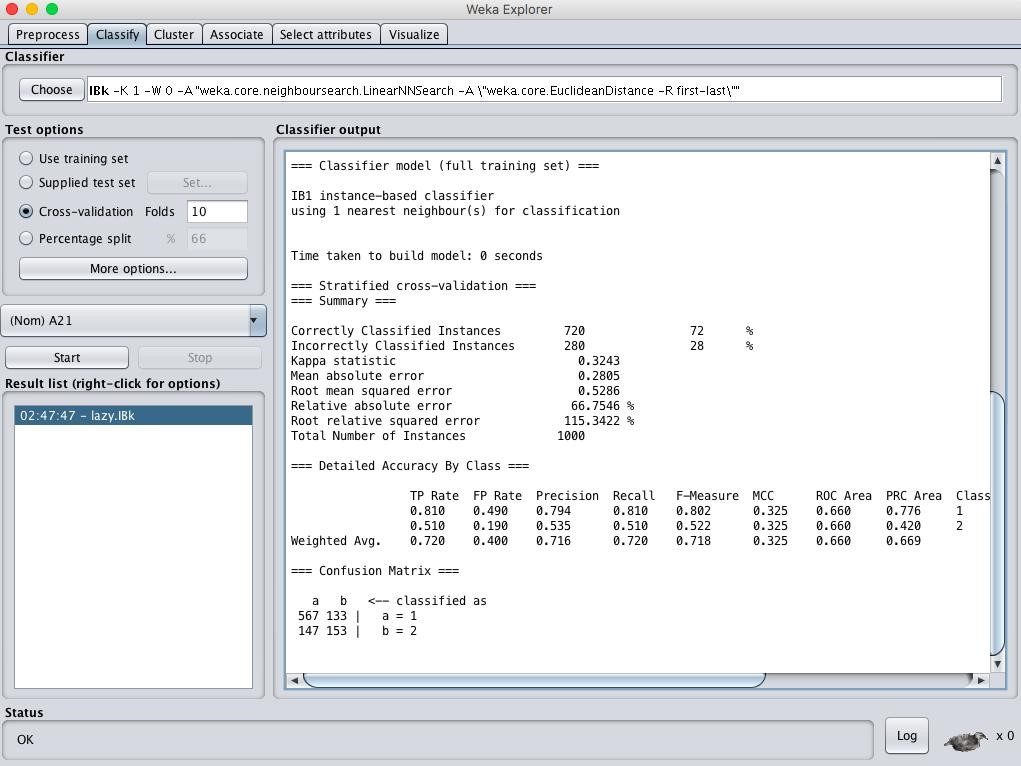 Weka Explorer
Preprocess Classify Cluster Associate Select attributes Visualize
Classifier
Choose IBk -K 1 -W 0 -A "weka.core.neighboursearch.LinearNNSearch -A \"weka.core.EuclideanDistance -R first-last\""
Test options
Use training set
Supplied test set Set...
Cross-validation Folds 10
Percentage split % 66
More options...
(Nom) A21
Start Stop
Result list (right-click for options)
02:47:47 - lazy.IBk
Classifier output
=== Classifier model (full training set) ===
IB1 instance-based classifier
using 1 nearest neighbour(s) for classification
Time taken to build model: 0 seconds
=== Stratified cross-validation ===
=== Summary ===
Correctly Classified Instances 720 72 %
Incorrectly Classified Instances 280 28 %
Kappa statistic 0.3243
Mean absolute error 0.2805
Root mean squared error 0.5286
Relative absolute error 66.7546 %
Root relative squared error 115.3422 %
Total Number of Instances 1000
=== Detailed Accuracy By Class ===
TP Rate FP Rate Precision Recall F-Measure MCC ROC Area PRC Area Class
0.810 0.490 0.794 0.810 0.802 0.325 0.660 0.776 1
0.510 0.190 0.535 0.510 0.522 0.325 0.660 0.420 2
Weighted Avg. 0.720 0.400 0.716 0.720 0.718 0.325 0.660 0.669
=== Confusion Matrix ===
a b <-- classified as
567 133 | a = 1
147 153 | b = 2
Status
OK
Log x 0